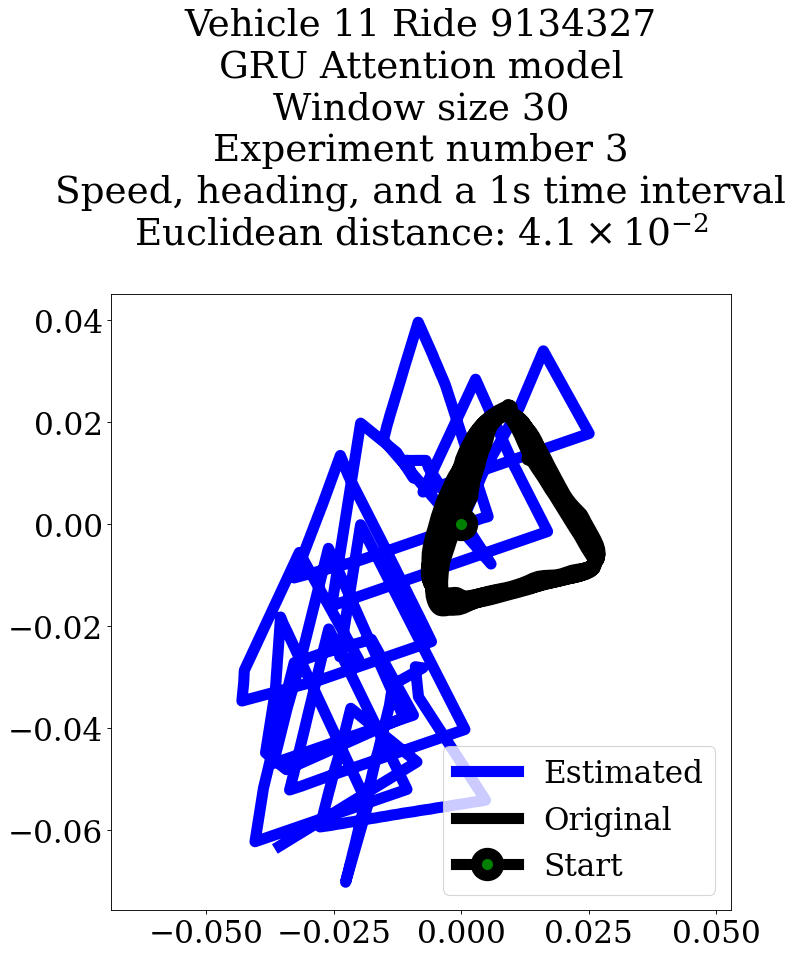 Vehicle 11 Ride 9134327
GRU Attention model
Window size 30
Experiment number 3
Speed, heading, and a 1s time interval
Euclidean distance: 4.1 × 10⁻²
0.04
0.02
0.00
−0.02
−0.04
−0.06
Estimated
Original
Start
−0.050 −0.025 0.000 0.025 0.050